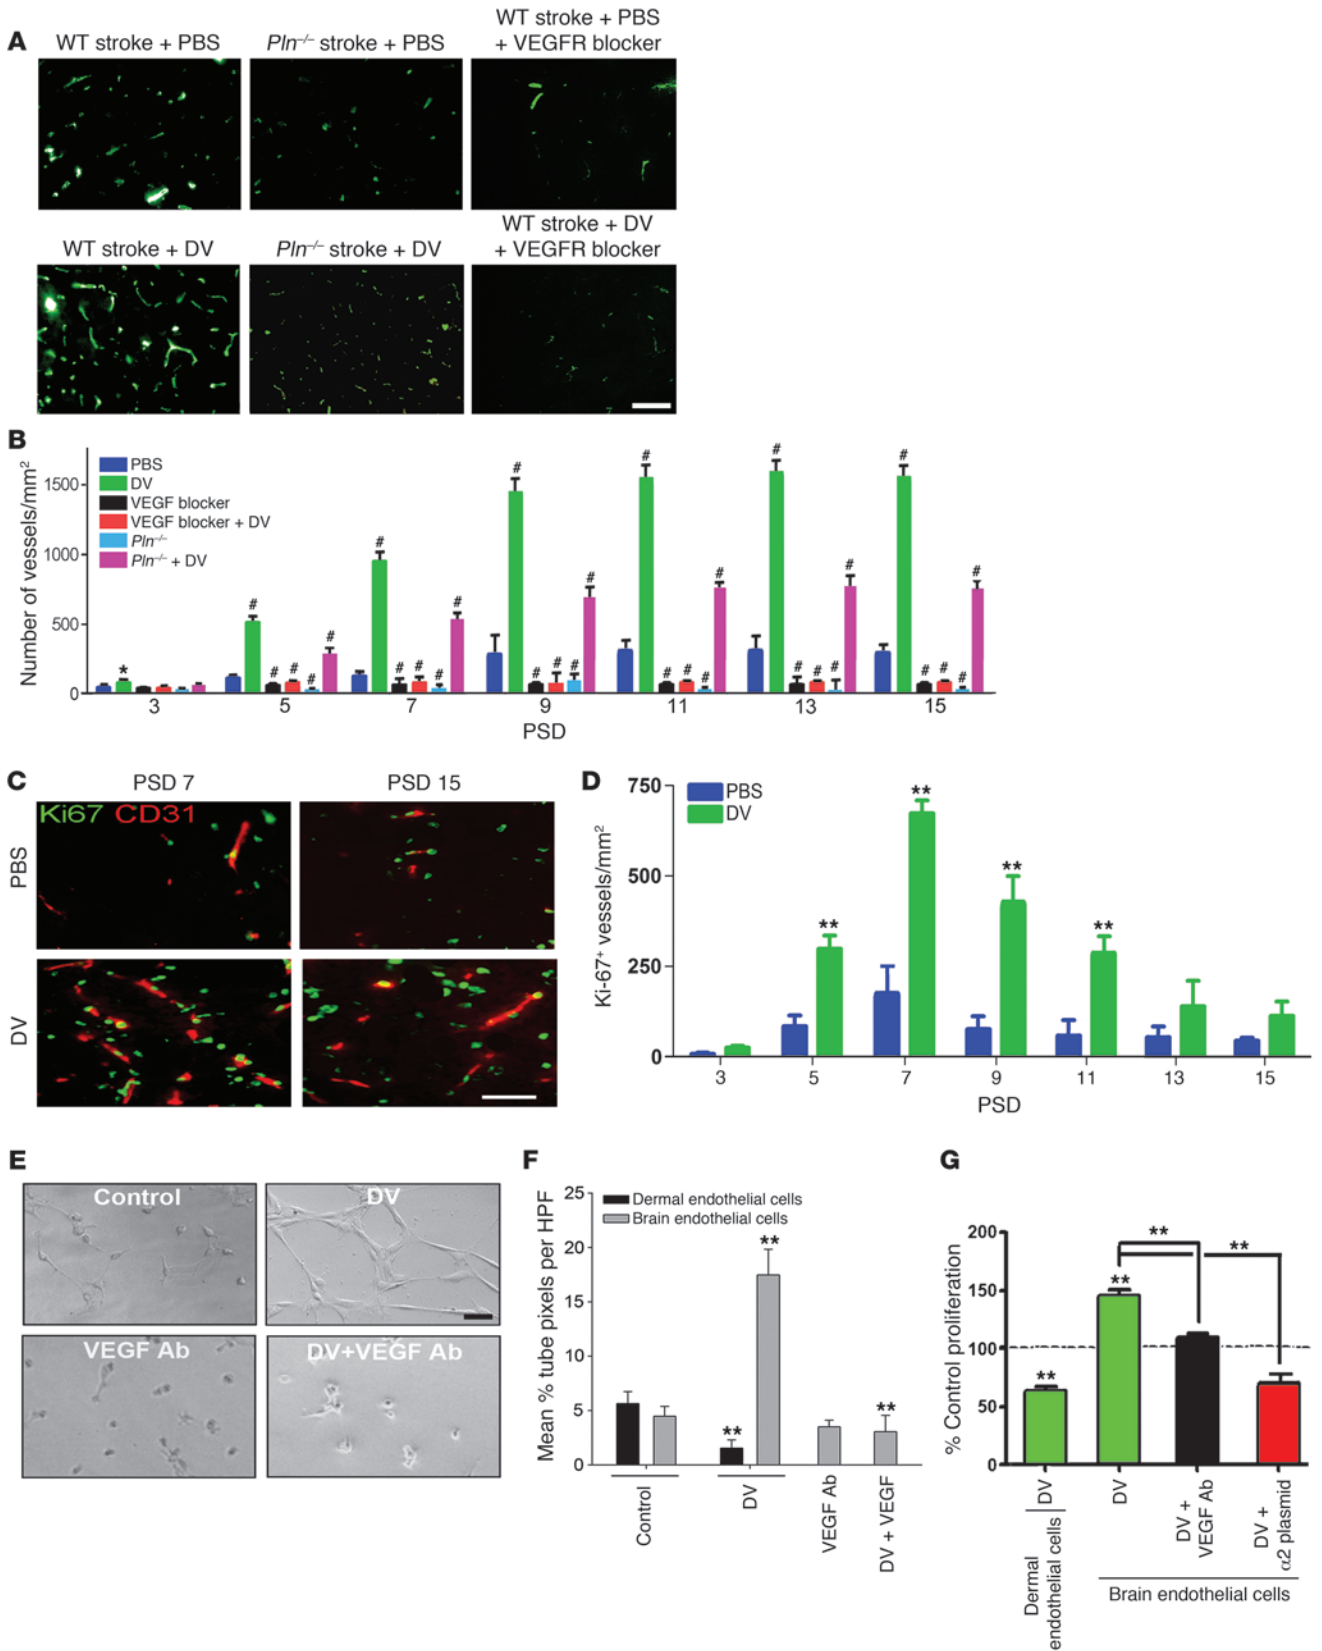 A
WT stroke + PBS
Pln–/– stroke + PBS
WT stroke + PBS
+ VEGFR blocker
WT stroke + DV
Pln–/– stroke + DV
WT stroke + DV
+ VEGFR blocker
B
Number of vessels/mm²
1500
1000
500
0
PBS
DV
VEGF blocker
VEGF blocker + DV
Pln–/–
Pln–/– + DV
*
# # # # #
# # # # #
# # # # #
# # # # #
# # # # #
# # # # #
3 5 7 9 11 13 15
PSD
C
PSD 7
PSD 15
Ki67 CD31
PBS
DV
D
Ki-67⁺ vessels/mm²
750
500
250
0
PBS
DV
** ** ** **
3 5 7 9 11 13 15
PSD
E
Control
DV
VEGF Ab
DV+VEGF Ab
F
Mean % tube pixels per HPF
25
20
15
10
5
0
Dermal endothelial cells
Brain endothelial cells
** ** **
Control
DV
VEGF Ab
DV + VEGF
G
% Control proliferation
200
150
100
50
0
** ** ** **
DV
DV
DV +
VEGF Ab
DV +
α2 plasmid
Dermal
endothelial cells
Brain endothelial cells